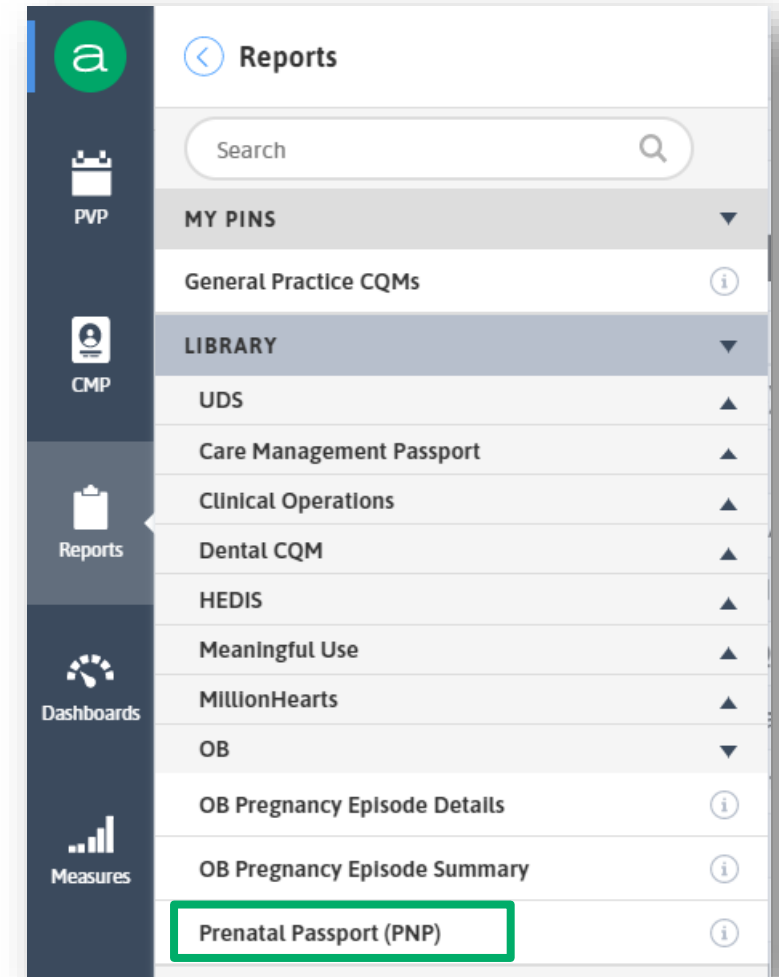 a
Reports
Search
PVP
MY PINS
General Practice CQMs
CMP
LIBRARY
UDS
Care Management Passport
Clinical Operations
Reports
Dental CQM
HEDIS
Meaningful Use
MillionHearts
Dashboards
OB
OB Pregnancy Episode Details
OB Pregnancy Episode Summary
Measures
Prenatal Passport (PNP)